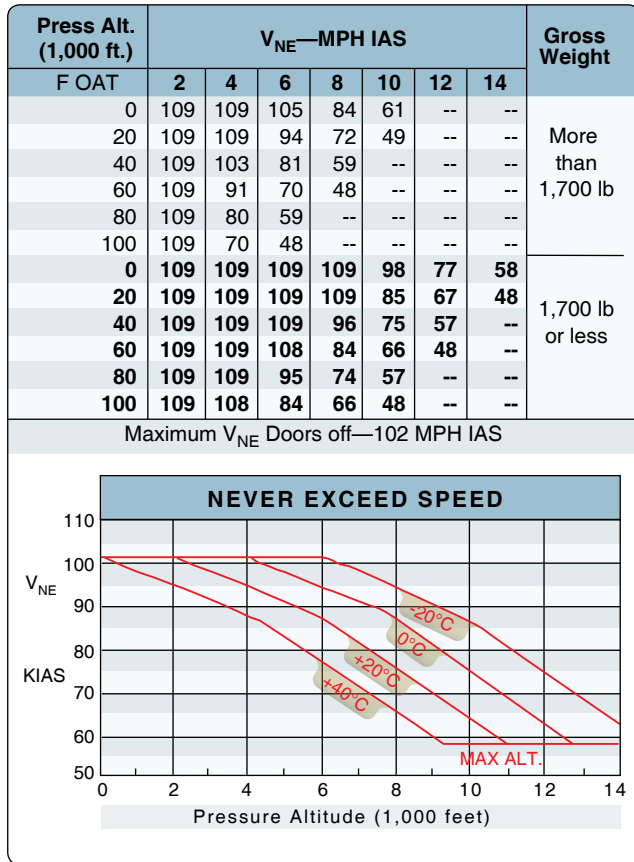 Press Alt. (1,000 ft.) V_NE—MPH IAS Gross Weight
F OAT 2 4 6 8 10 12 14
0 109 109 105 84 61 -- --
20 109 109 94 72 49 -- --
40 109 103 81 59 -- -- --
60 109 91 70 48 -- -- --
80 109 80 59 -- -- -- --
100 109 70 48 -- -- -- --
More than 1,700 lb
0 109 109 109 109 98 77 58
20 109 109 109 109 85 67 48
40 109 109 109 96 75 57 --
60 109 109 108 84 66 48 --
80 109 109 95 74 57 -- --
100 109 108 84 66 48 -- --
1,700 lb or less
Maximum V_NE Doors off—102 MPH IAS
NEVER EXCEED SPEED
V_NE
KIAS
110
100
90
80
70
60
50
-20°C
0°C
+20°C
+40°C
MAX ALT.
0 2 4 6 8 10 12 14
Pressure Altitude (1,000 feet)